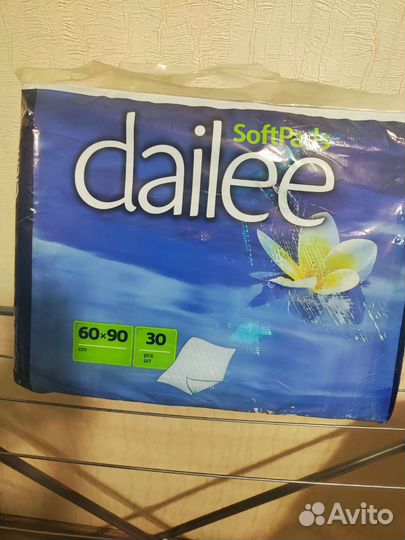 SoftPads
dailee
60×90
cm
30
pcs
шт
Avito